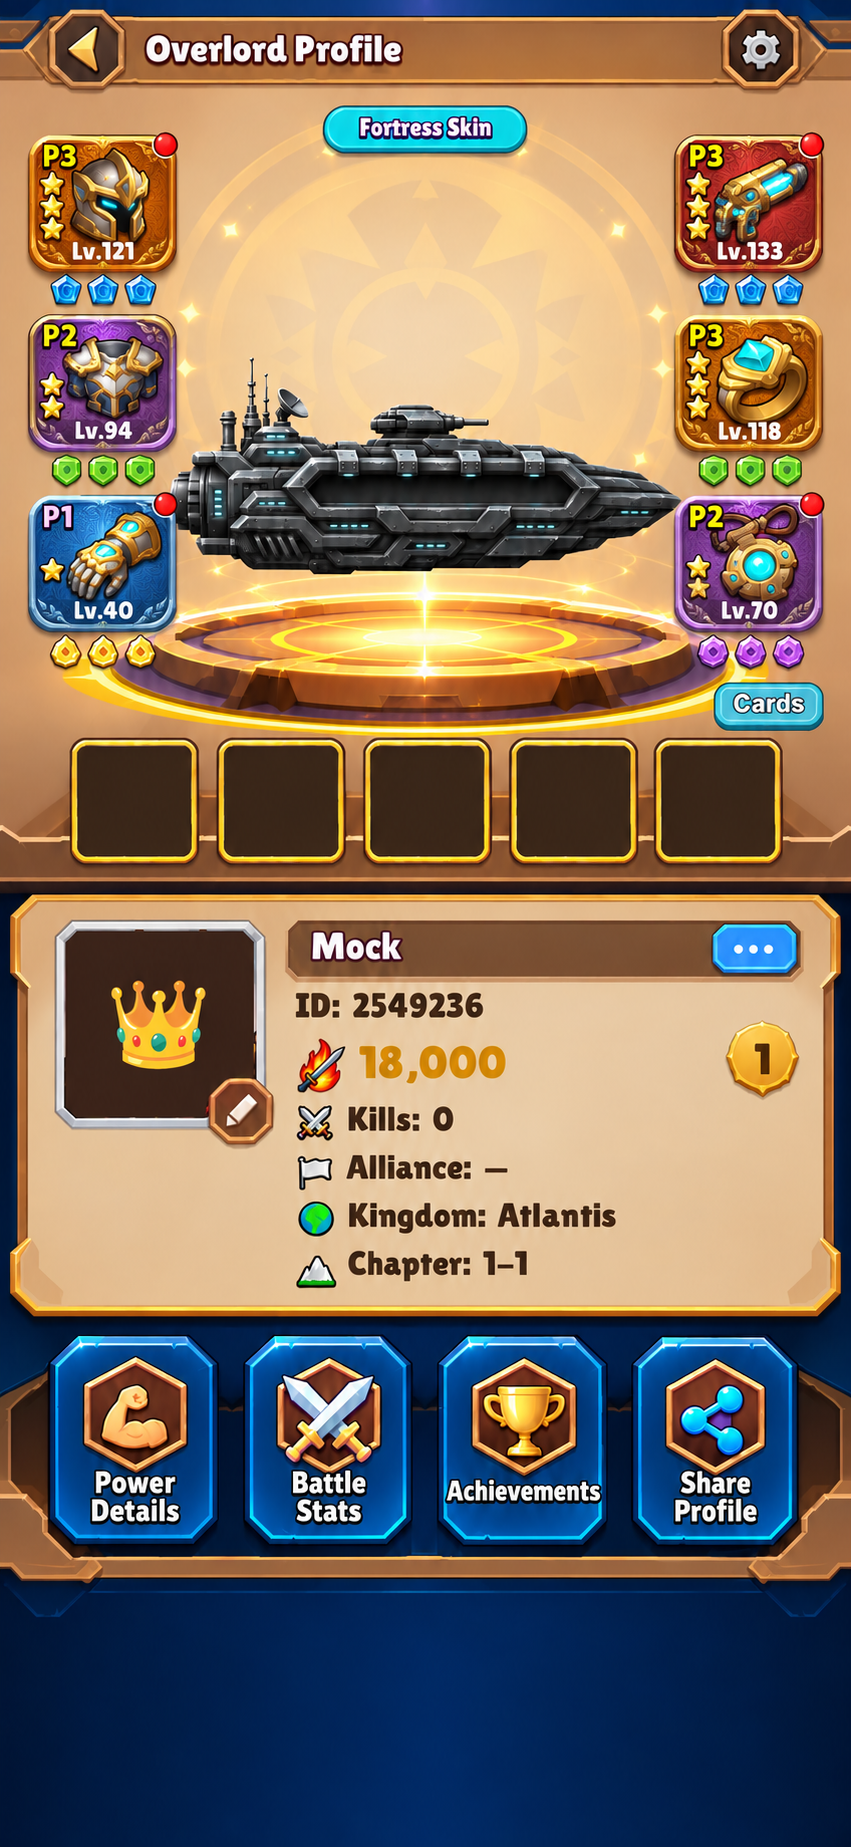 Overlord Profile
Fortress Skin
P3
Lv.121
P3
Lv.133
P2
Lv.94
P3
Lv.118
P1
Lv.40
P2
Lv.70
Cards
Mock
ID: 2549236
18,000
1
Kills: 0
Alliance: —
Kingdom: Atlantis
Chapter: 1–1
Power
Details
Battle
Stats
Achievements
Share
Profile